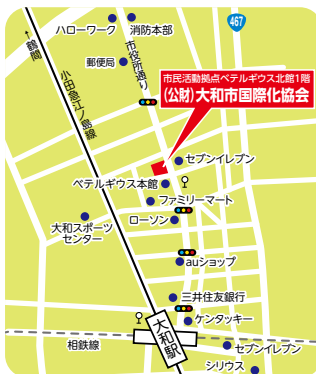 467
ハローワーク
消防本部
↑鶴間
市役所通り
郵便局
小田急江ノ島線
市民活動拠点ベテルギウス北館1階
(公財)大和市国際化協会
セブンイレブン
ベテルギウス本館
ファミリーマート
ローソン
大和スポーツ
センター
auショップ
三井住友銀行
ケンタッキー
大和駅
相鉄線
セブンイレブン
シリウス